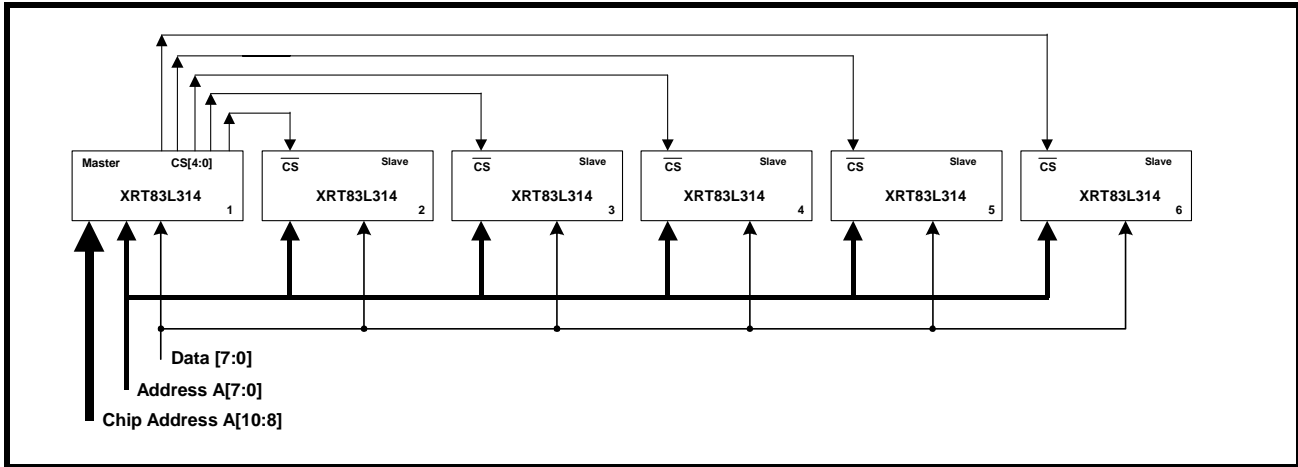 Master CS[4:0]
XRT83L314
1
CS Slave
XRT83L314
2
CS Slave
XRT83L314
3
CS Slave
XRT83L314
4
CS Slave
XRT83L314
5
CS Slave
XRT83L314
6
Data [7:0]
Address A[7:0]
Chip Address A[10:8]